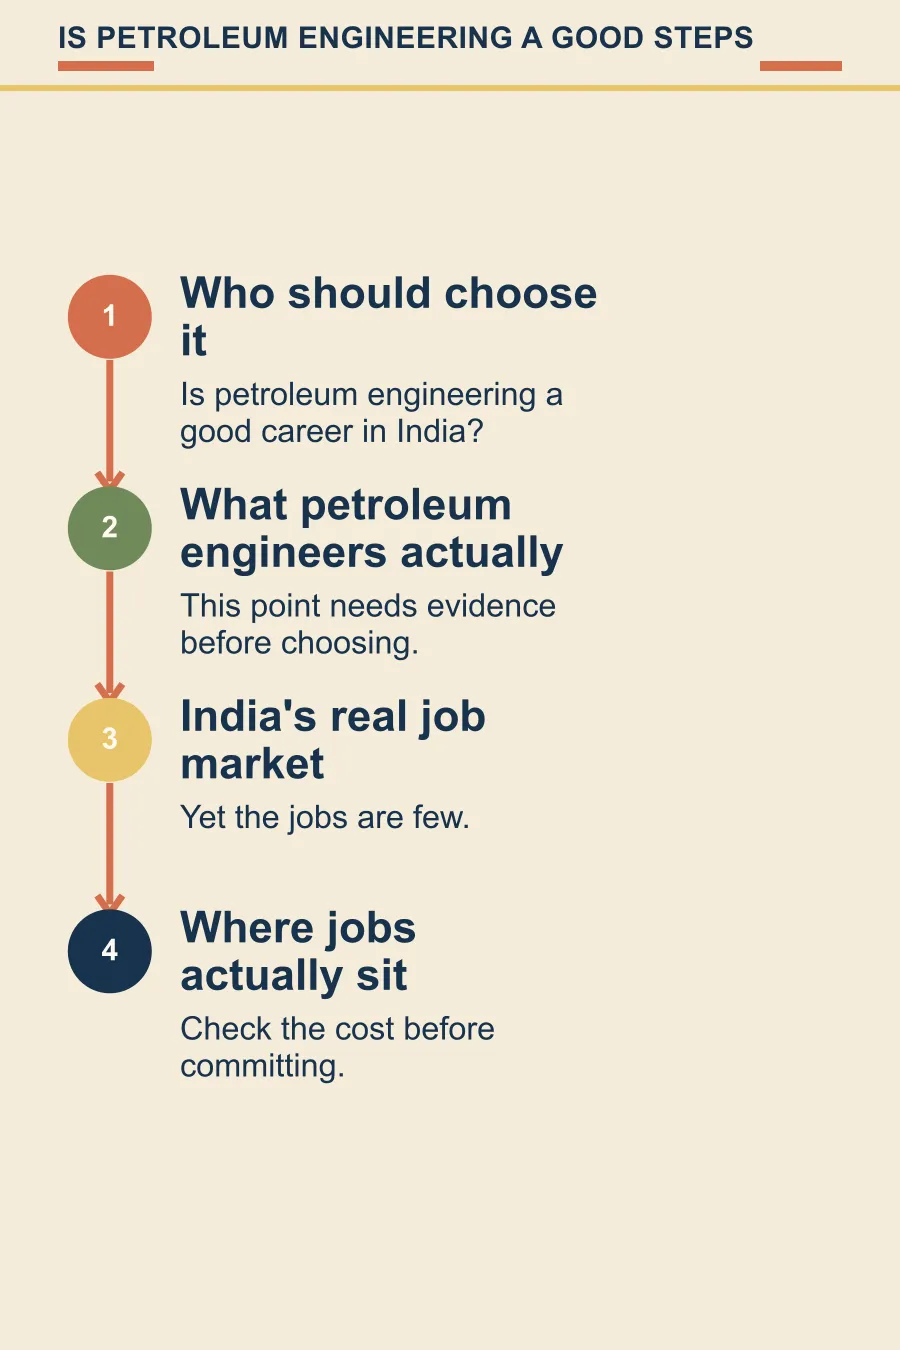 IS PETROLEUM ENGINEERING A GOOD STEPS
1
Who should choose
it
Is petroleum engineering a
good career in India?
2
What petroleum
engineers actually
This point needs evidence
before choosing.
3
India's real job
market
Yet the jobs are few.
4
Where jobs
actually sit
Check the cost before
committing.